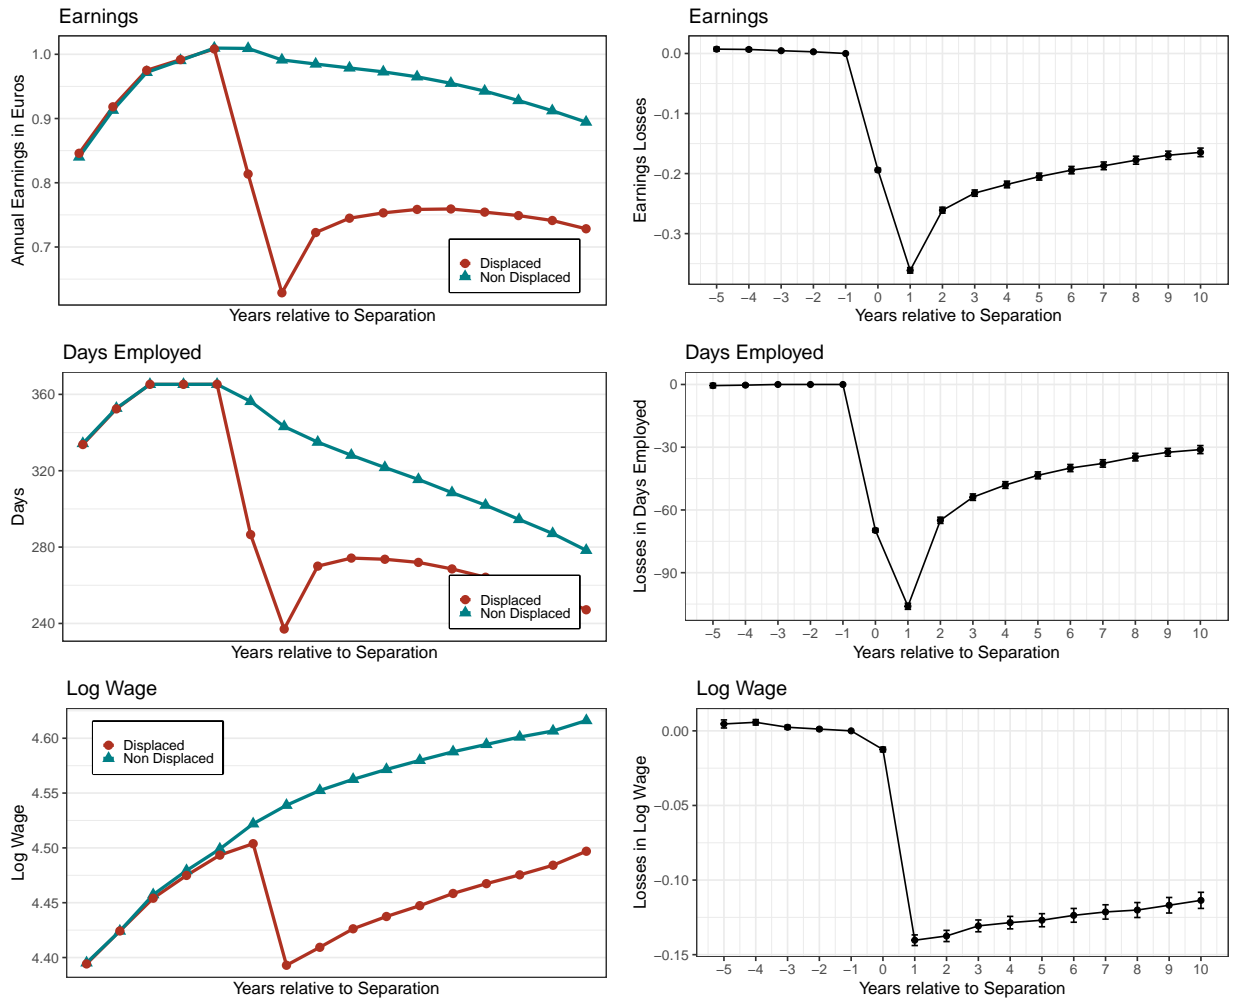 Earnings
Annual Earnings in Euros
1.0
0.9
0.8
0.7
Displaced
Non Displaced
Years relative to Separation
Earnings
Earnings Losses
0.0
−0.1
−0.2
−0.3
−5 −4 −3 −2 −1 0 1 2 3 4 5 6 7 8 9 10
Years relative to Separation
Days Employed
Days
360
320
280
240
Displaced
Non Displaced
Years relative to Separation
Days Employed
Losses in Days Employed
0
−30
−60
−90
−5 −4 −3 −2 −1 0 1 2 3 4 5 6 7 8 9 10
Years relative to Separation
Log Wage
Log Wage
4.60
4.55
4.50
4.45
4.40
Displaced
Non Displaced
Years relative to Separation
Log Wage
Losses in Log Wage
0.00
−0.05
−0.10
−0.15
−5 −4 −3 −2 −1 0 1 2 3 4 5 6 7 8 9 10
Years relative to Separation